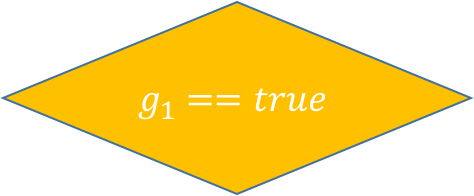 g₁ == true